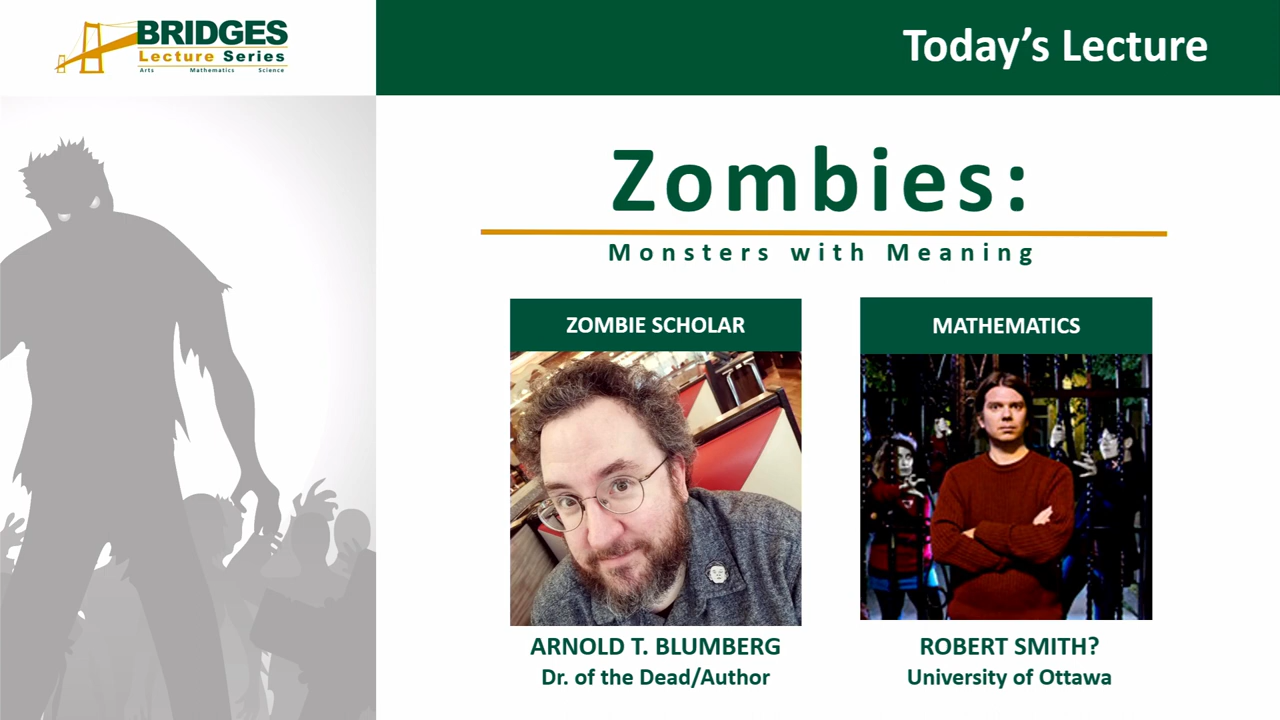 BRIDGES
Lecture Series
Arts Mathematics Science
Today's Lecture
Zombies:
Monsters with Meaning
ZOMBIE SCHOLAR
ARNOLD T. BLUMBERG
Dr. of the Dead/Author
MATHEMATICS
ROBERT SMITH?
University of Ottawa